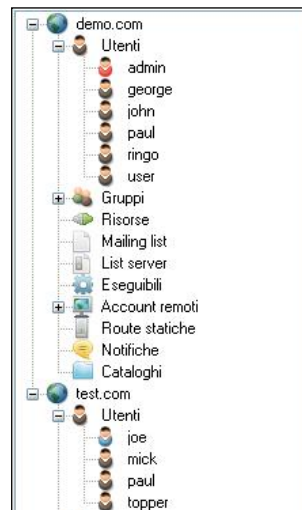 demo.com
Utenti
admin
george
john
paul
ringo
user
Gruppi
Risorse
Mailing list
List server
Eseguibili
Account remoti
Route statiche
Notifiche
Cataloghi
test.com
Utenti
joe
mick
paul
topper